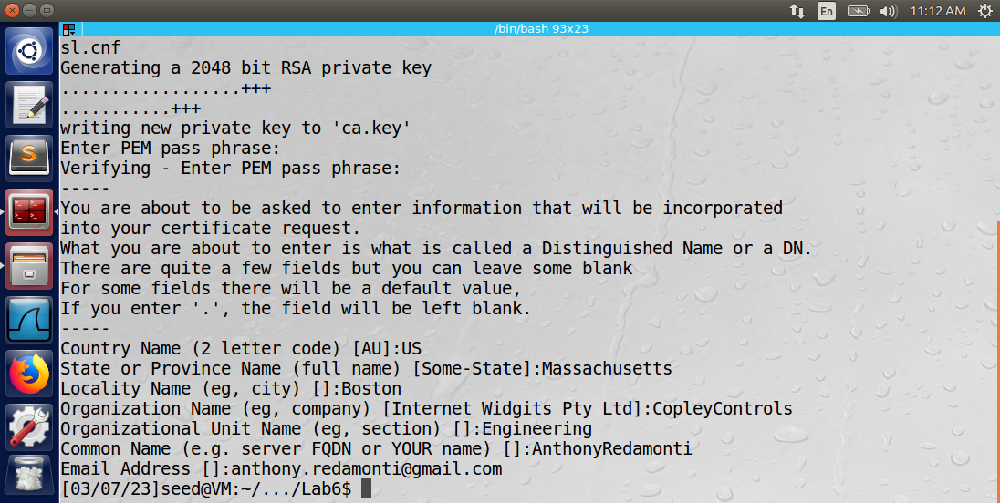 En
11:12 AM
/bin/bash 93x23
sl.cnf
Generating a 2048 bit RSA private key
..................+++
...........+++
writing new private key to 'ca.key'
Enter PEM pass phrase:
Verifying - Enter PEM pass phrase:
-----
You are about to be asked to enter information that will be incorporated
into your certificate request.
What you are about to enter is what is called a Distinguished Name or a DN.
There are quite a few fields but you can leave some blank
For some fields there will be a default value,
If you enter '.', the field will be left blank.
-----
Country Name (2 letter code) [AU]:US
State or Province Name (full name) [Some-State]:Massachusetts
Locality Name (eg, city) []:Boston
Organization Name (eg, company) [Internet Widgits Pty Ltd]:CopleyControls
Organizational Unit Name (eg, section) []:Engineering
Common Name (e.g. server FQDN or YOUR name) []:AnthonyRedamonti
Email Address []:anthony.redamonti@gmail.com
[03/07/23]seed@VM:~/.../Lab6$